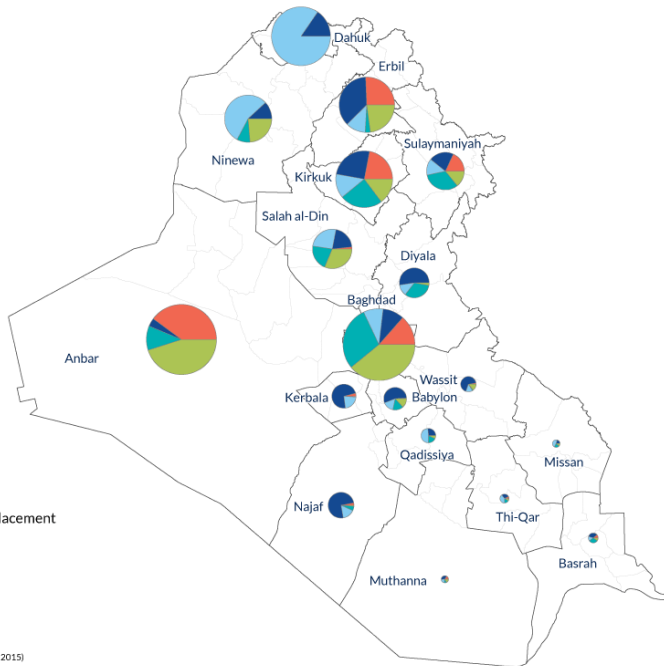 Dahuk
Erbil
Ninewa
Sulaymaniyah
Kirkuk
Salah al-Din
Diyala
Baghdad
Anbar
Wassit
Kerbala
Babylon
Qadissiya
Missan
Najaf
Thi-Qar
lacement
Basrah
Muthanna
2015)